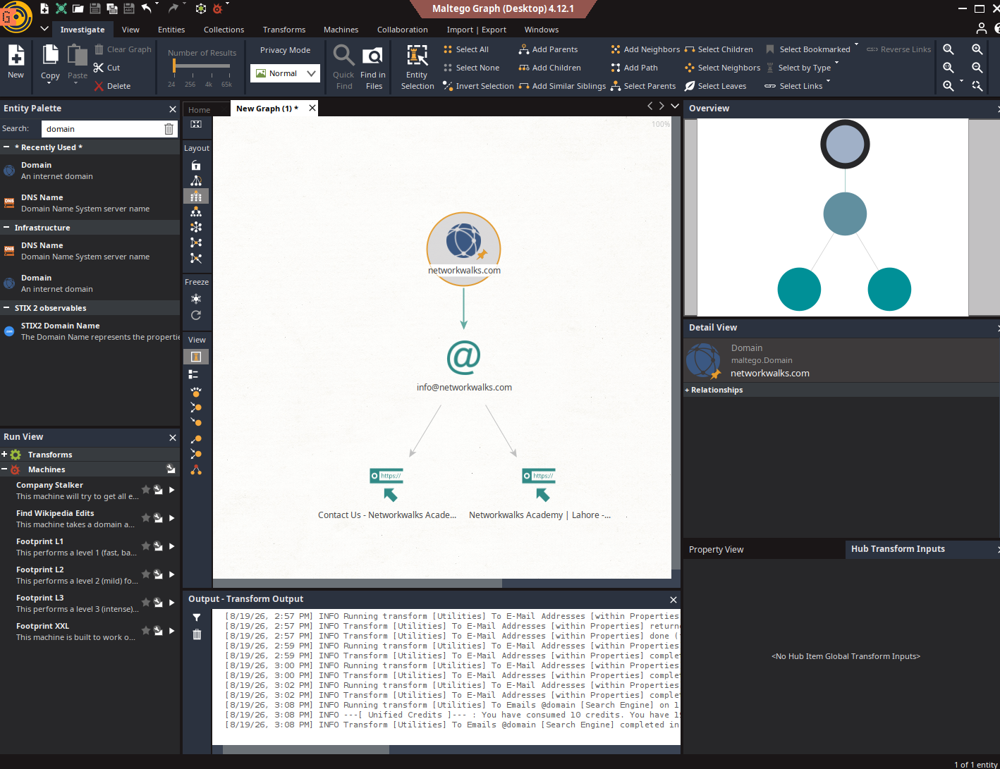 Maltego Graph (Desktop) 4.12.1
Investigate View Entities Collections Transforms Machines Collaboration Import | Export Windows
New
Copy
Paste
Clear Graph
Cut
Delete
Number of Results
24 256 4k 65k
Privacy Mode
Normal
Quick Find
Find in Files
Entity Selection
Select All
Select None
Invert Selection
Add Parents
Add Children
Add Similar Siblings
Add Neighbors
Add Path
Select Parents
Select Children
Select Neighbors
Select Leaves
Select Bookmarked
Select by Type
Select Links
Reverse Links
Entity Palette
Search: domain
* Recently Used *
Domain
An internet domain
DNS
DNS Name
Domain Name System server name
Infrastructure
DNS
DNS Name
Domain Name System server name
Domain
An internet domain
STIX 2 observables
STIX2 Domain Name
The Domain Name represents the propertie
Run View
Transforms
Machines
Company Stalker
This machine will try to get all e...
Find Wikipedia Edits
This machine takes a domain a...
Footprint L1
This performs a level 1 (fast, ba...
Footprint L2
This performs a level 2 (mild) fo...
Footprint L3
This performs a level 3 (intense)...
Footprint XXL
This machine is built to work o...
Home
New Graph (1) *
Layout
Freeze
View
100%
networkwalks.com
@
info@networkwalks.com
https://
https://
Contact Us - Networkwalks Acade...
Networkwalks Academy | Lahore -...
Output - Transform Output
[8/19/26, 2:57 PM] INFO Running transform [Utilities] To E-Mail Addresses [within Properties
[8/19/26, 2:57 PM] INFO Transform [Utilities] To E-Mail Addresses [within Properties] return
[8/19/26, 2:57 PM] INFO Transform [Utilities] To E-Mail Addresses [within Properties] done (
[8/19/26, 2:59 PM] INFO Running transform [Utilities] To E-Mail Addresses [within Properties
[8/19/26, 2:59 PM] INFO Transform [Utilities] To E-Mail Addresses [within Properties] complet
[8/19/26, 3:00 PM] INFO Running transform [Utilities] To E-Mail Addresses [within Properties
[8/19/26, 3:00 PM] INFO Transform [Utilities] To E-Mail Addresses [within Properties] complet
[8/19/26, 3:02 PM] INFO Running transform [Utilities] To E-Mail Addresses [within Properties
[8/19/26, 3:02 PM] INFO Transform [Utilities] To E-Mail Addresses [within Properties] complet
[8/19/26, 3:08 PM] INFO Running transform [Utilities] To Emails @domain [Search Engine] on 1
[8/19/26, 3:08 PM] INFO ---[ Unified Credits ]--- : You have consumed 10 credits. You have
[8/19/26, 3:08 PM] INFO Transform [Utilities] To Emails @domain [Search Engine] completed in
Overview
Detail View
Domain
maltego.Domain
networkwalks.com
+ Relationships
Property View
Hub Transform Inputs
<No Hub Item Global Transform Inputs>
1 of 1 entity